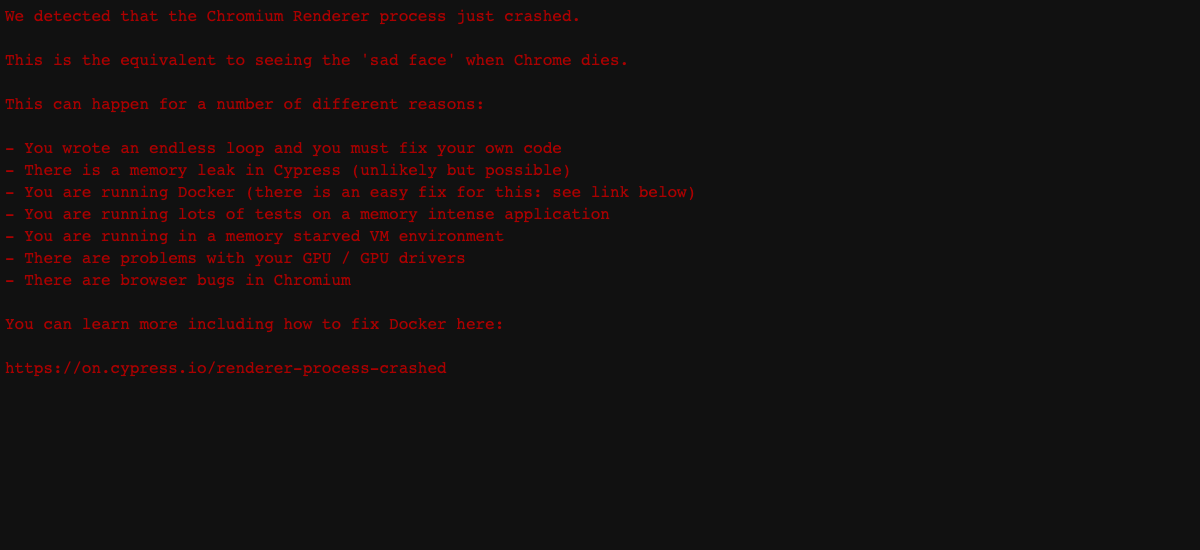 We detected that the Chromium Renderer process just crashed.
This is the equivalent to seeing the 'sad face' when Chrome dies.
This can happen for a number of different reasons:
- You wrote an endless loop and you must fix your own code
- There is a memory leak in Cypress (unlikely but possible)
- You are running Docker (there is an easy fix for this: see link below)
- You are running lots of tests on a memory intense application
- You are running in a memory starved VM environment
- There are problems with your GPU / GPU drivers
- There are browser bugs in Chromium
You can learn more including how to fix Docker here:
https://on.cypress.io/renderer-process-crashed